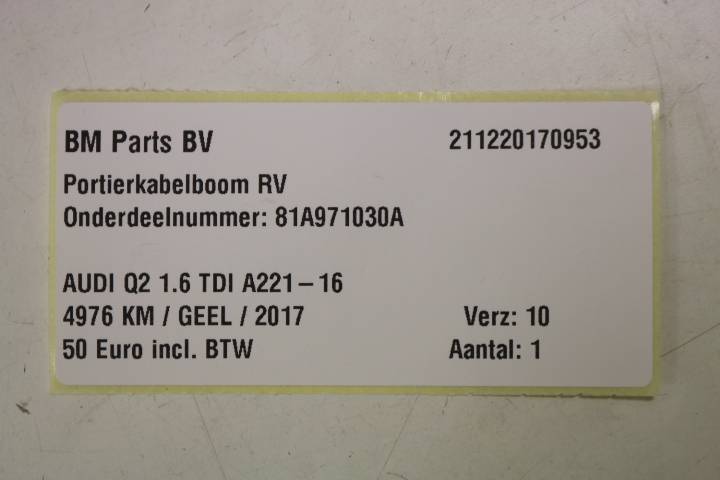 BM Parts BV 211220170953
Portierkabelboom RV
Onderdeelnummer: 81A971030A
AUDI Q2 1.6 TDI A221-16
4976 KM / GEEL / 2017 Verz: 10
50 Euro incl. BTW Aantal: 1